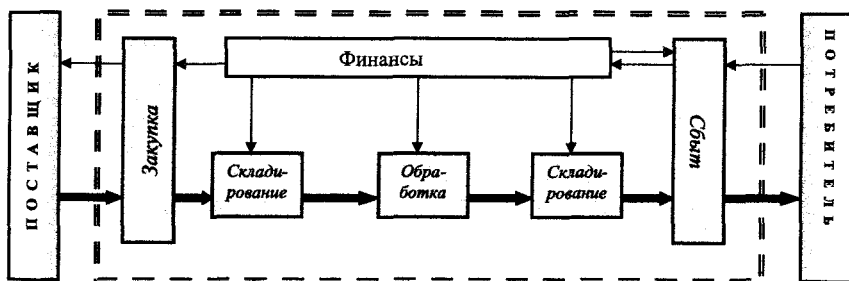 ПОСТАВЩИК
Закупка
Финансы
Склади-
рование
Обра-
ботка
Склади-
рование
Сбыт
ПОТРЕБИТЕЛЬ